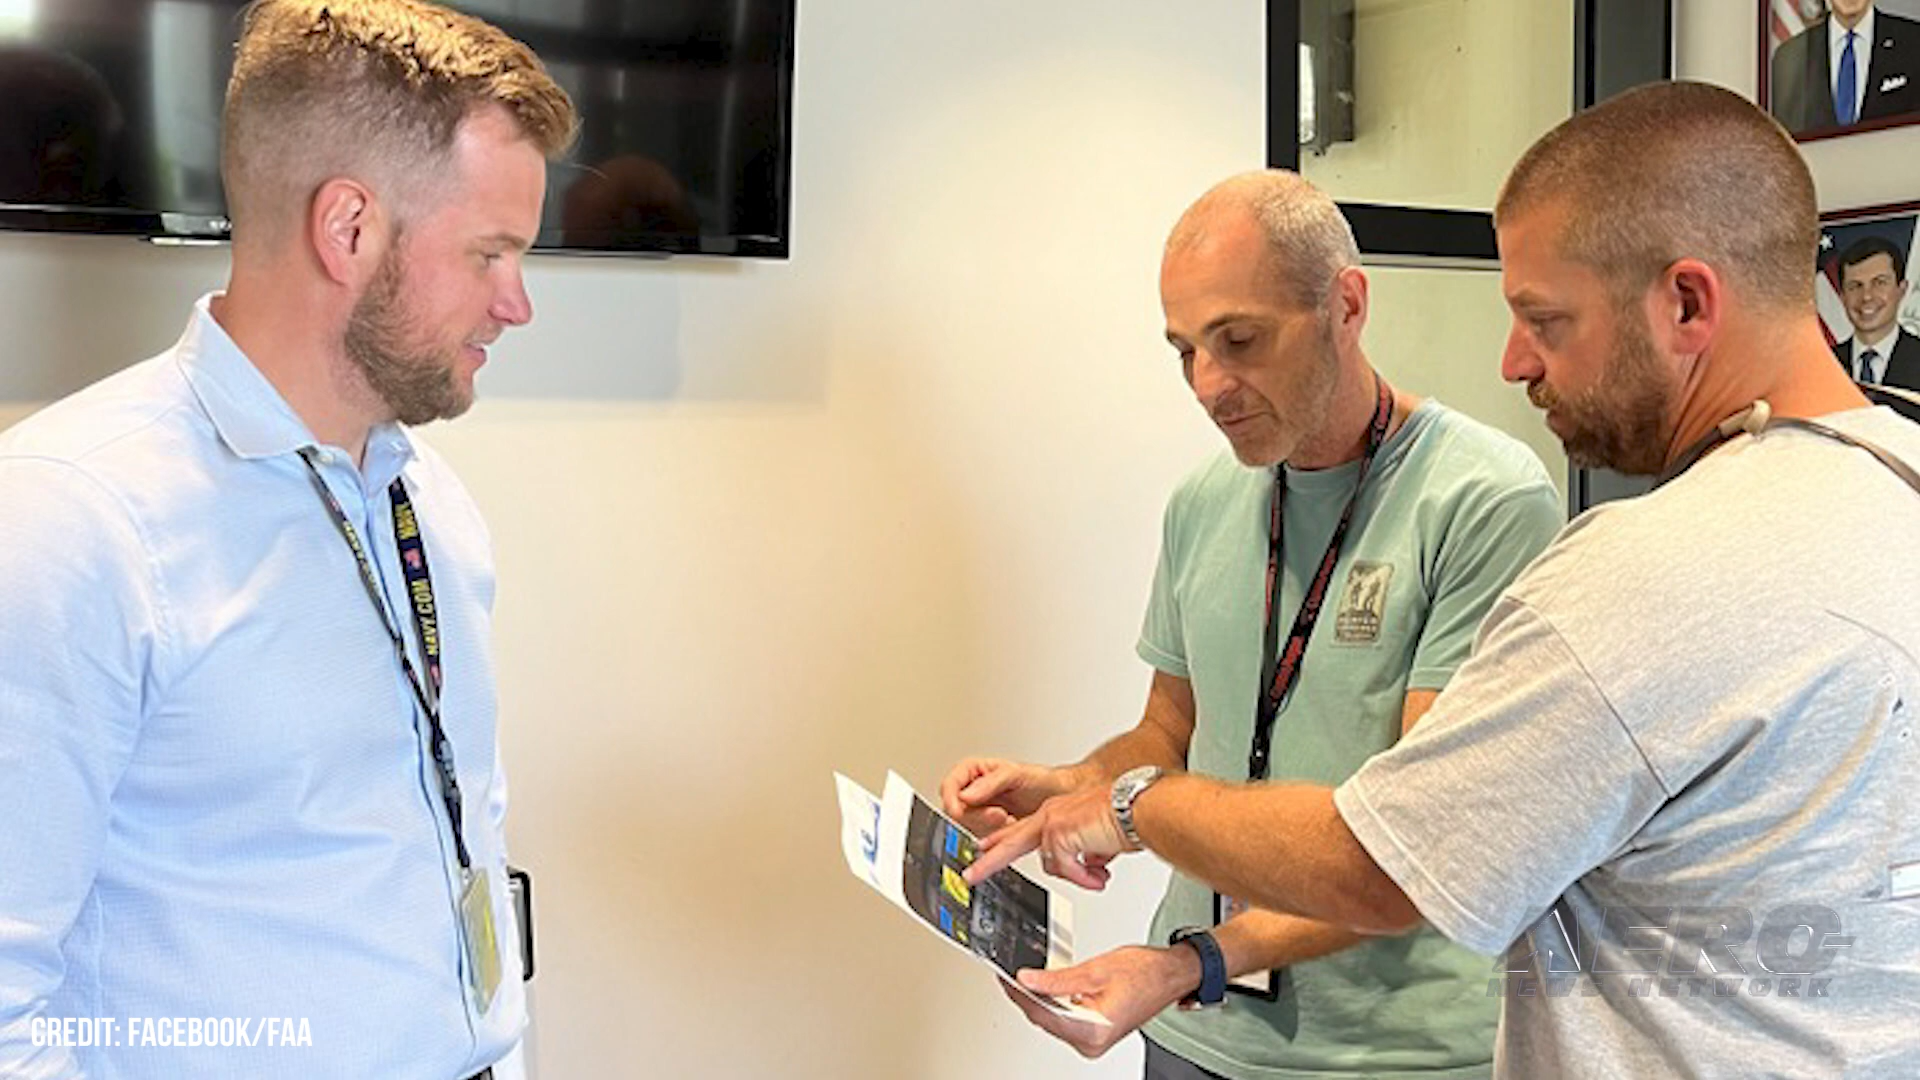 NAVY.COM
NAVY
AERO
NEWS NETWORK
CREDIT: FACEBOOK/FAA